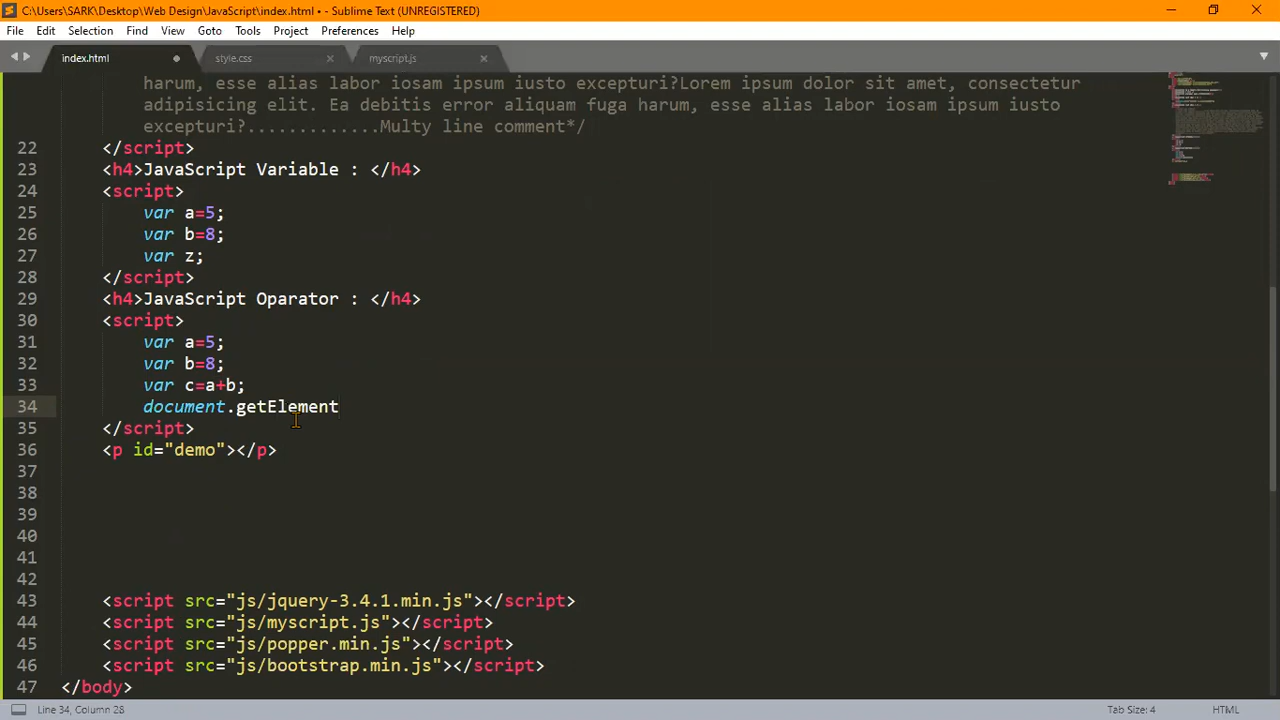 C:\Users\SARK\Desktop\Web Design\JavaScript\index.html • - Sublime Text (UNREGISTERED)
File Edit Selection Find View Goto Tools Project Preferences Help
index.html style.css myscript.js
harum, esse alias labor iosam ipsum iusto excepturi?Lorem ipsum dolor sit amet, consectetur
adipisicing elit. Ea debitis error aliquam fuga harum, esse alias labor iosam ipsum iusto
excepturi?.............Multy line comment*/
22 </script>
23 <h4>JavaScript Variable : </h4>
24 <script>
25 var a=5;
26 var b=8;
27 var z;
28 </script>
29 <h4>JavaScript Oparator : </h4>
30 <script>
31 var a=5;
32 var b=8;
33 var c=a+b;
34 document.getElement
35 </script>
36 <p id="demo"></p>
37
38
39
40
41
42
43 <script src="js/jquery-3.4.1.min.js"></script>
44 <script src="js/myscript.js"></script>
45 <script src="js/popper.min.js"></script>
46 <script src="js/bootstrap.min.js"></script>
47 </body>
Line 34, Column 28 Tab Size: 4 HTML